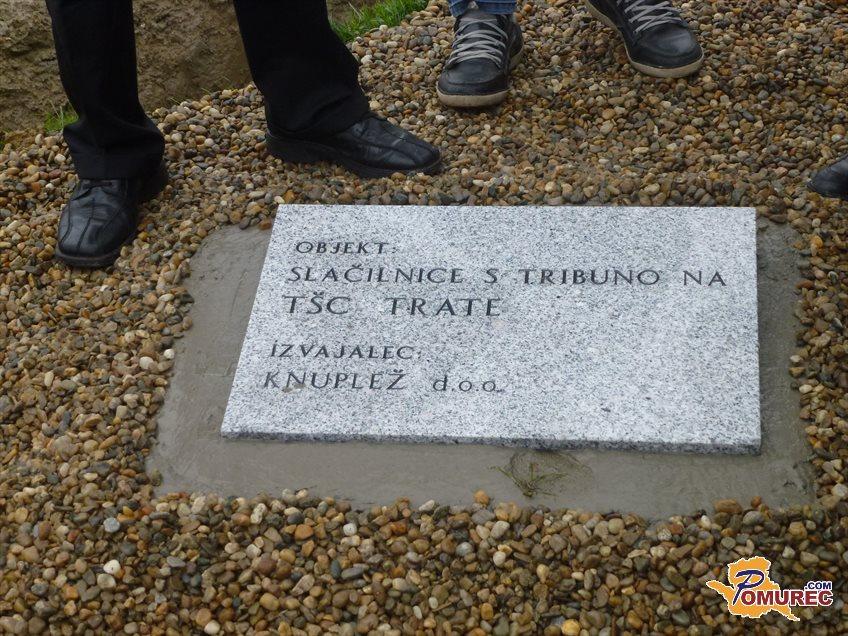 OBJEKT:
SLAČILNICE S TRIBUNO NA
TŠC TRATE
IZVAJALEC:
KNUPLEŽ d.o.o.
POMUREC.COM